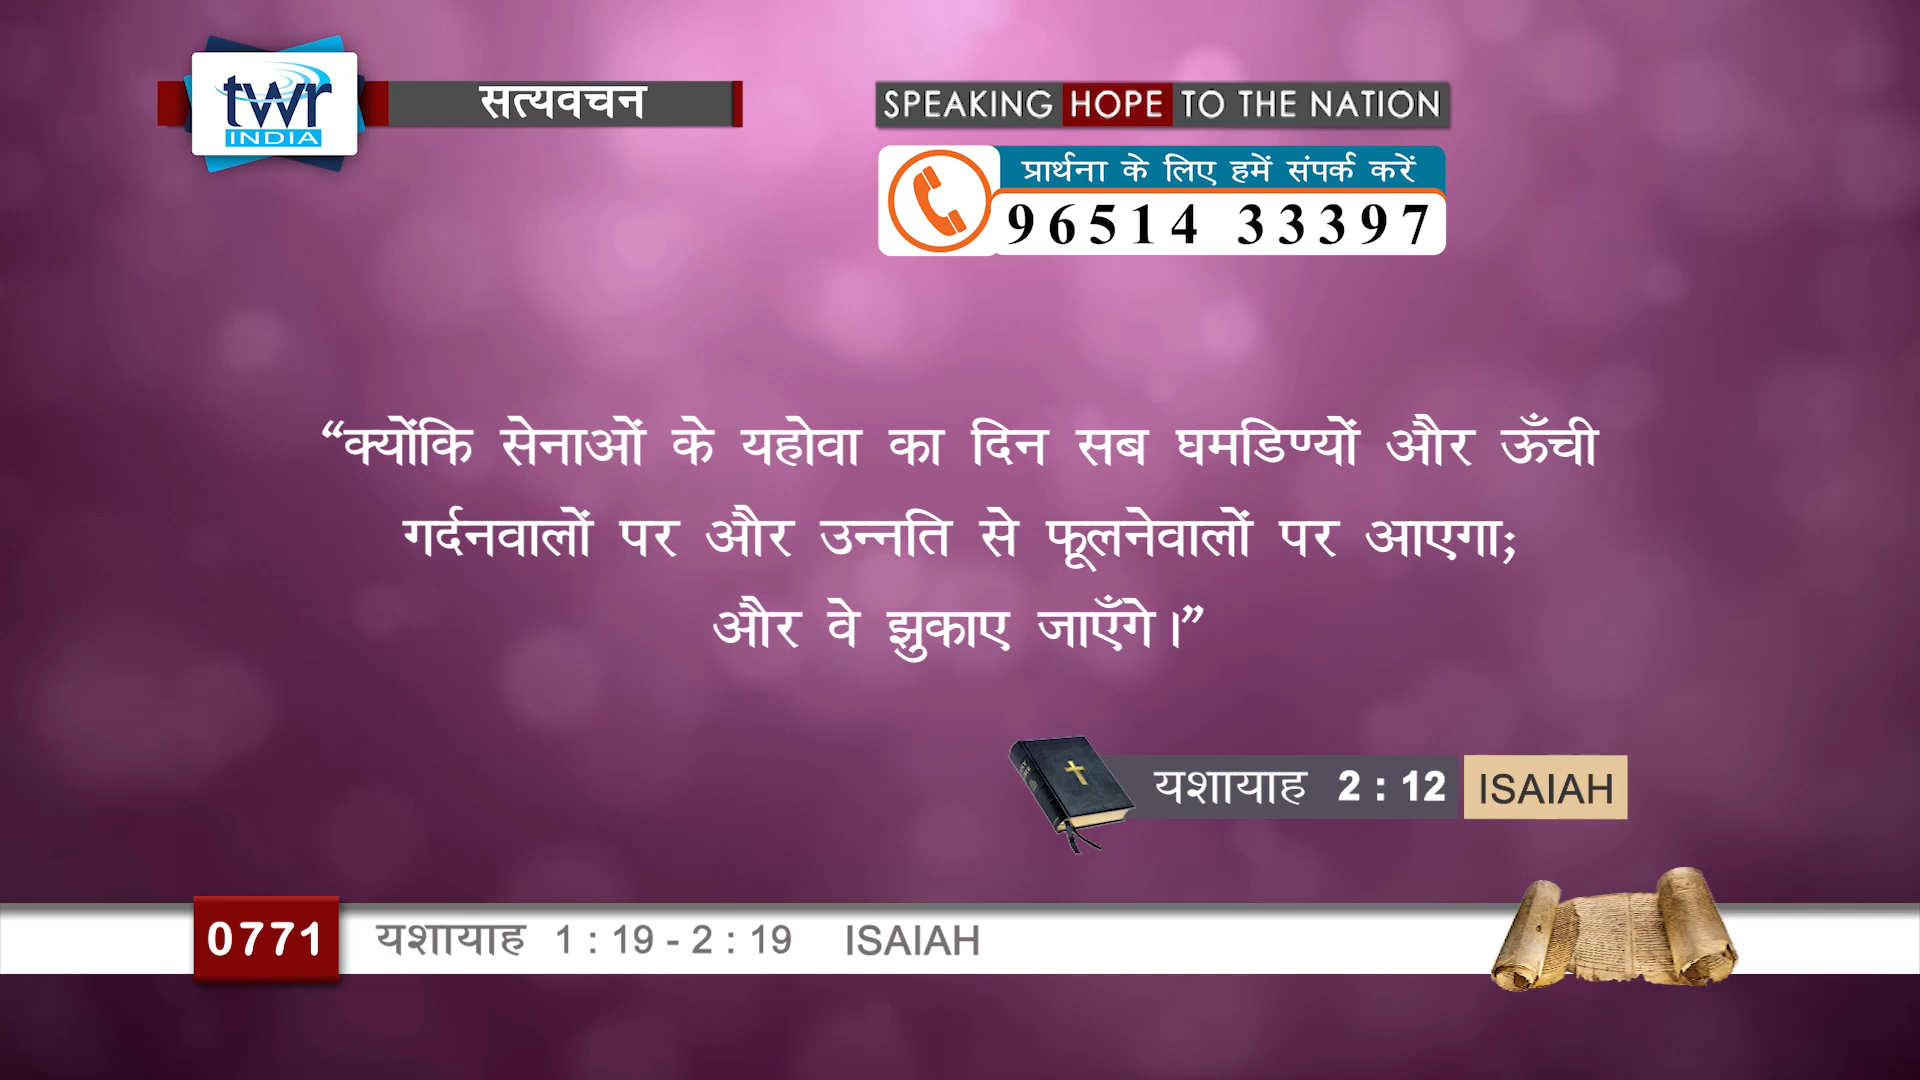 twr
INDIA
सत्यवचन
SPEAKING HOPE TO THE NATION
प्रार्थना के लिए हमें संपर्क करें
96514 33397
“क्योंकि सेनाओं के यहोवा का दिन सब घमडिण्यों और ऊँची
गर्दनवालों पर और उन्नति से फूलनेवालों पर आएगा;
और वे झुकाए जाएँगे।”
यशायाह 2 : 12 ISAIAH
0771 यशायाह 1 : 19 - 2 : 19 ISAIAH